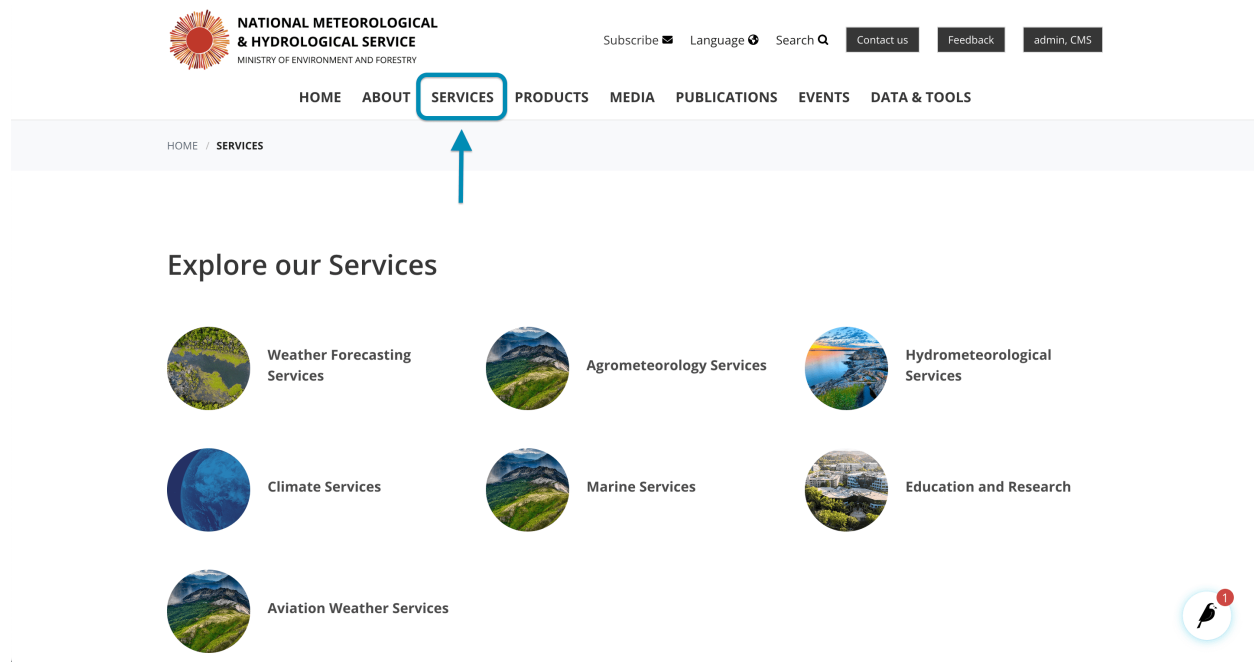 NATIONAL METEOROLOGICAL
& HYDROLOGICAL SERVICE
MINISTRY OF ENVIRONMENT AND FORESTRY
Subscribe Language Search Contact us Feedback admin, CMS
HOME ABOUT SERVICES PRODUCTS MEDIA PUBLICATIONS EVENTS DATA & TOOLS
HOME / SERVICES
Explore our Services
Weather Forecasting
Services
Agrometeorology Services
Hydrometeorological
Services
Climate Services
Marine Services
Education and Research
Aviation Weather Services
1